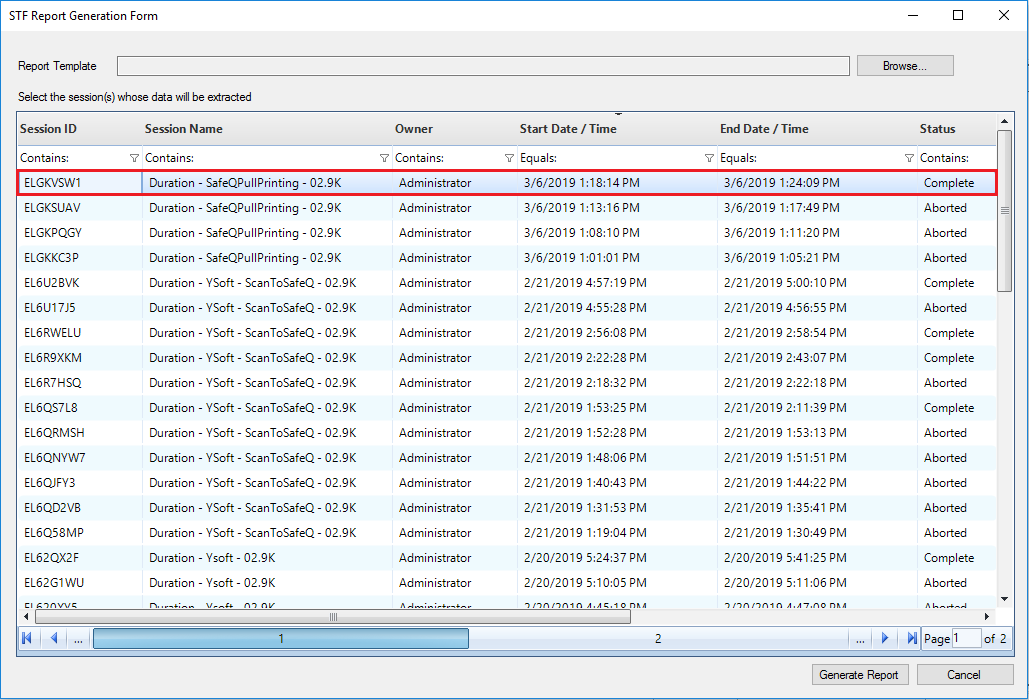 STF Report Generation Form
Report Template Browse...
Select the session(s) whose data will be extracted
Session ID Session Name Owner Start Date / Time End Date / Time Status
Contains: Contains: Contains: Equals: Equals: Contains:
ELGKVSW1 Duration - SafeQPullPrinting - 02.9K Administrator 3/6/2019 1:18:14 PM 3/6/2019 1:24:09 PM Complete
ELGKSUAV Duration - SafeQPullPrinting - 02.9K Administrator 3/6/2019 1:13:16 PM 3/6/2019 1:17:49 PM Aborted
ELGKPQGY Duration - SafeQPullPrinting - 02.9K Administrator 3/6/2019 1:08:10 PM 3/6/2019 1:11:20 PM Aborted
ELGKKC3P Duration - SafeQPullPrinting - 02.9K Administrator 3/6/2019 1:01:01 PM 3/6/2019 1:05:21 PM Aborted
EL6U2BVK Duration - YSoft - ScanToSafeQ - 02.9K Administrator 2/21/2019 4:57:19 PM 2/21/2019 5:00:10 PM Complete
EL6U17J5 Duration - YSoft - ScanToSafeQ - 02.9K Administrator 2/21/2019 4:55:28 PM 2/21/2019 4:56:55 PM Aborted
EL6RWELU Duration - YSoft - ScanToSafeQ - 02.9K Administrator 2/21/2019 2:56:08 PM 2/21/2019 2:58:54 PM Complete
EL6R9XKM Duration - YSoft - ScanToSafeQ - 02.9K Administrator 2/21/2019 2:22:28 PM 2/21/2019 2:43:07 PM Complete
EL6R7HSQ Duration - YSoft - ScanToSafeQ - 02.9K Administrator 2/21/2019 2:18:32 PM 2/21/2019 2:22:18 PM Aborted
EL6QS7L8 Duration - YSoft - ScanToSafeQ - 02.9K Administrator 2/21/2019 1:53:25 PM 2/21/2019 2:11:39 PM Complete
EL6QRMSH Duration - YSoft - ScanToSafeQ - 02.9K Administrator 2/21/2019 1:52:28 PM 2/21/2019 1:53:13 PM Aborted
EL6QNYW7 Duration - YSoft - ScanToSafeQ - 02.9K Administrator 2/21/2019 1:48:06 PM 2/21/2019 1:51:51 PM Aborted
EL6QJFY3 Duration - YSoft - ScanToSafeQ - 02.9K Administrator 2/21/2019 1:40:43 PM 2/21/2019 1:44:22 PM Aborted
EL6QD2VB Duration - YSoft - ScanToSafeQ - 02.9K Administrator 2/21/2019 1:31:53 PM 2/21/2019 1:35:41 PM Aborted
EL6Q58MP Duration - YSoft - ScanToSafeQ - 02.9K Administrator 2/21/2019 1:19:04 PM 2/21/2019 1:30:49 PM Aborted
EL62QX2F Duration - Ysoft - 02.9K Administrator 2/20/2019 5:24:37 PM 2/20/2019 5:41:25 PM Complete
EL62G1WU Duration - Ysoft - 02.9K Administrator 2/20/2019 5:10:05 PM 2/20/2019 5:11:06 PM Aborted
Duration - Ysoft - 02.9K Administrator 2/20/2019 4:45:18 PM 2/20/2019 4:47:08 PM Aborted
... 1 2 ... Page 1 of 2
Generate Report Cancel